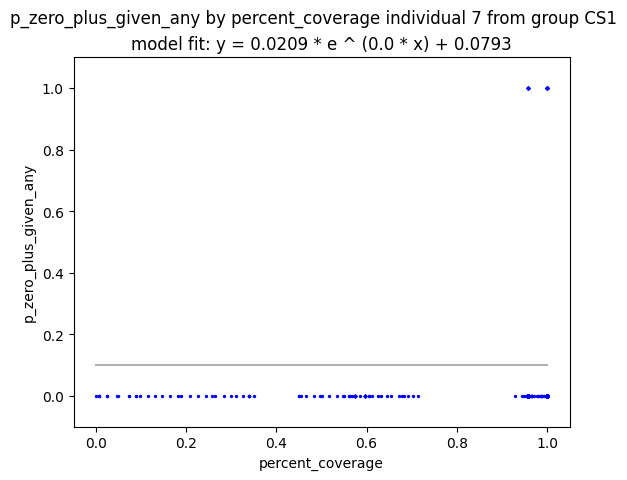 p_zero_plus_given_any by percent_coverage individual 7 from group CS1
model fit: y = 0.0209 * e ^ (0.0 * x) + 0.0793
1.0
0.8
0.6
0.4
0.2
0.0
p_zero_plus_given_any
0.0 0.2 0.4 0.6 0.8 1.0
percent_coverage